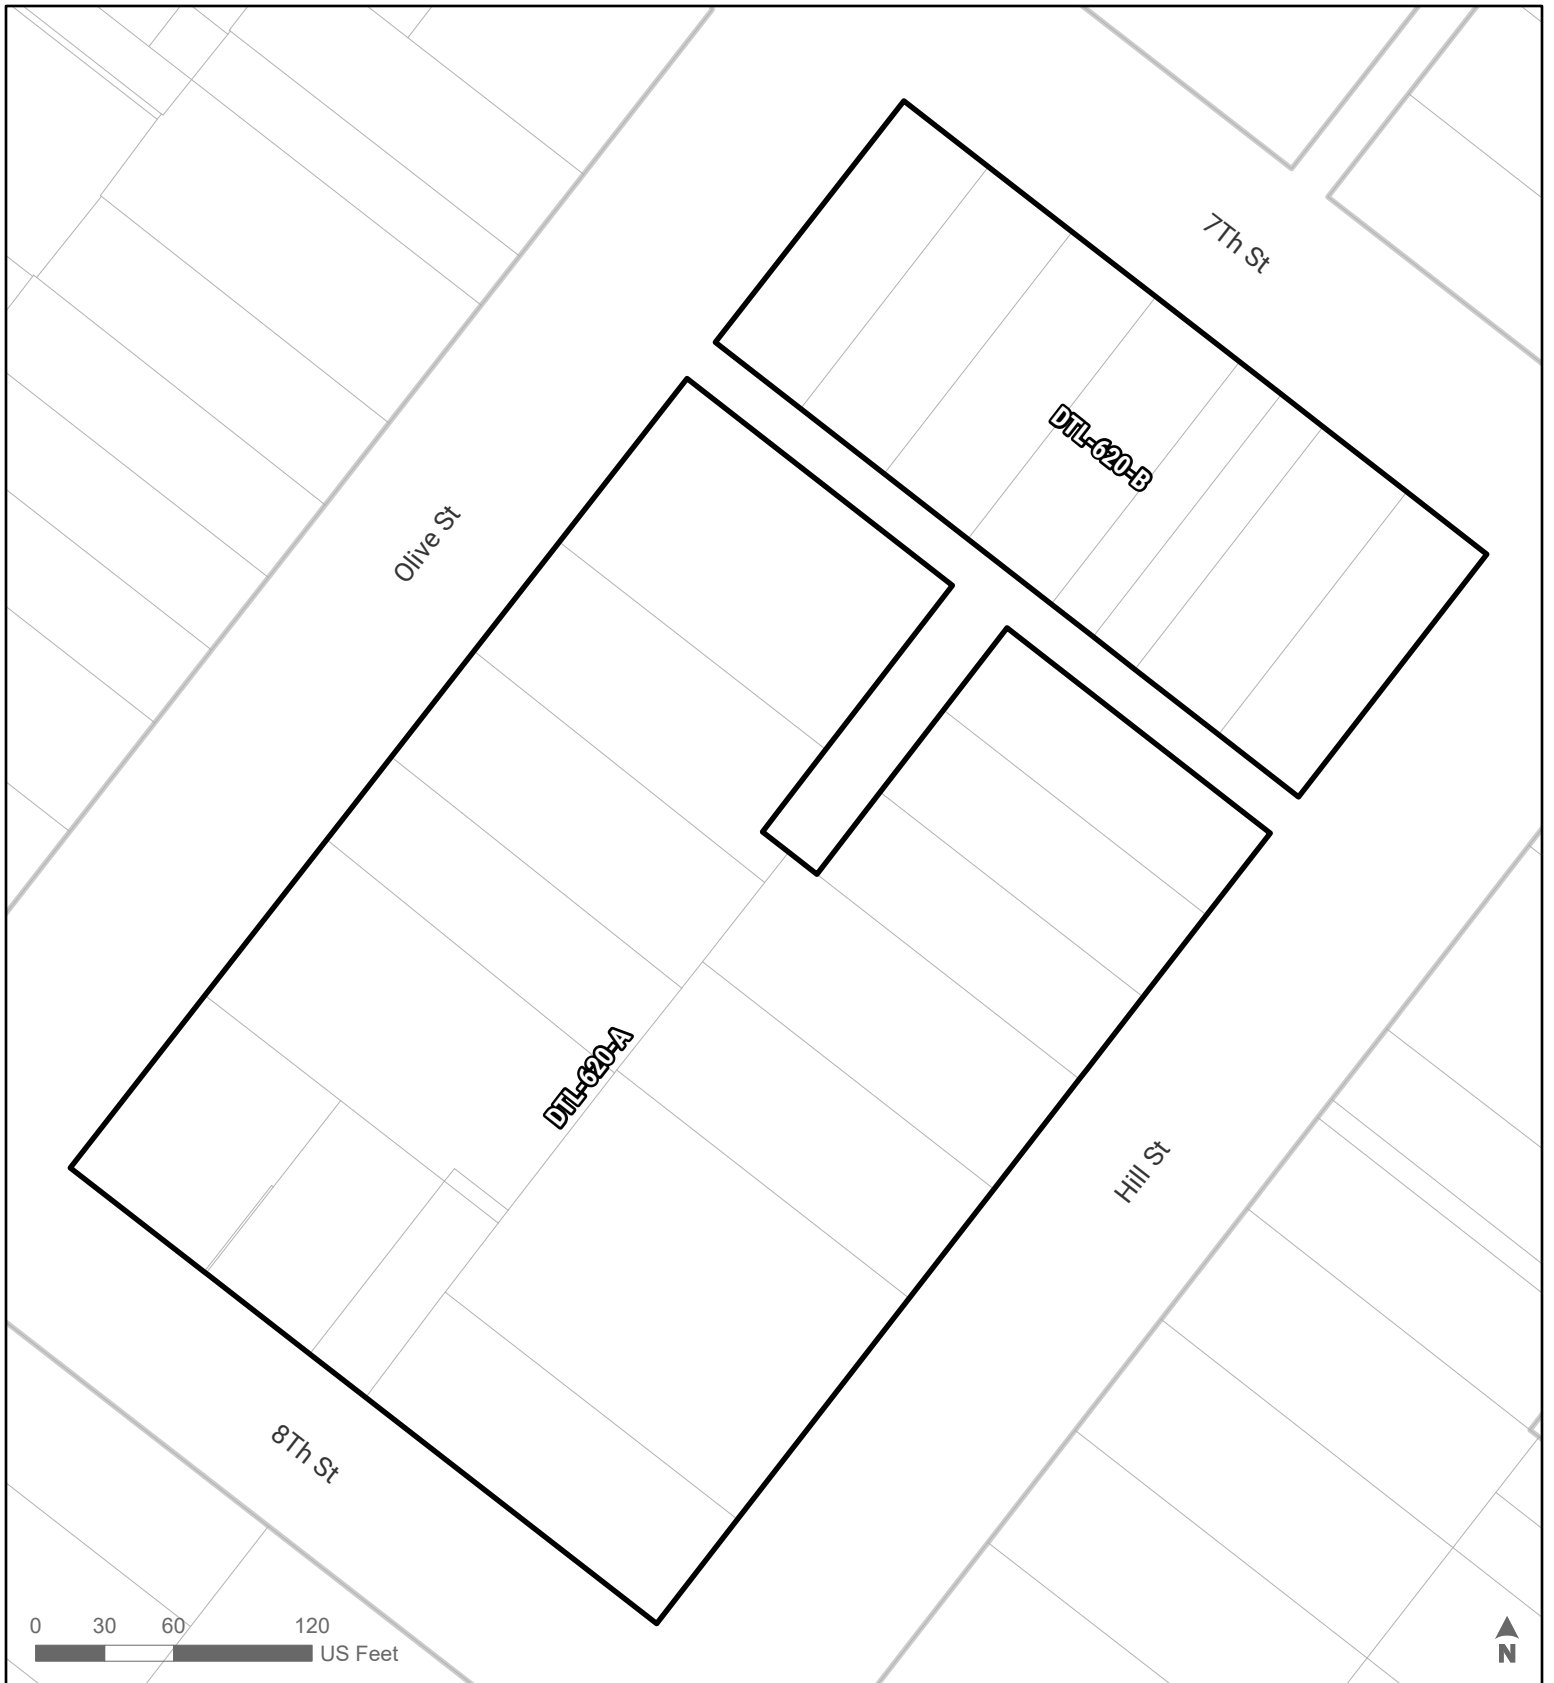 7Th St
DTL-620-B
Olive St
DTL-620-A
Hill St
8Th St
0 30 60 120
US Feet
N